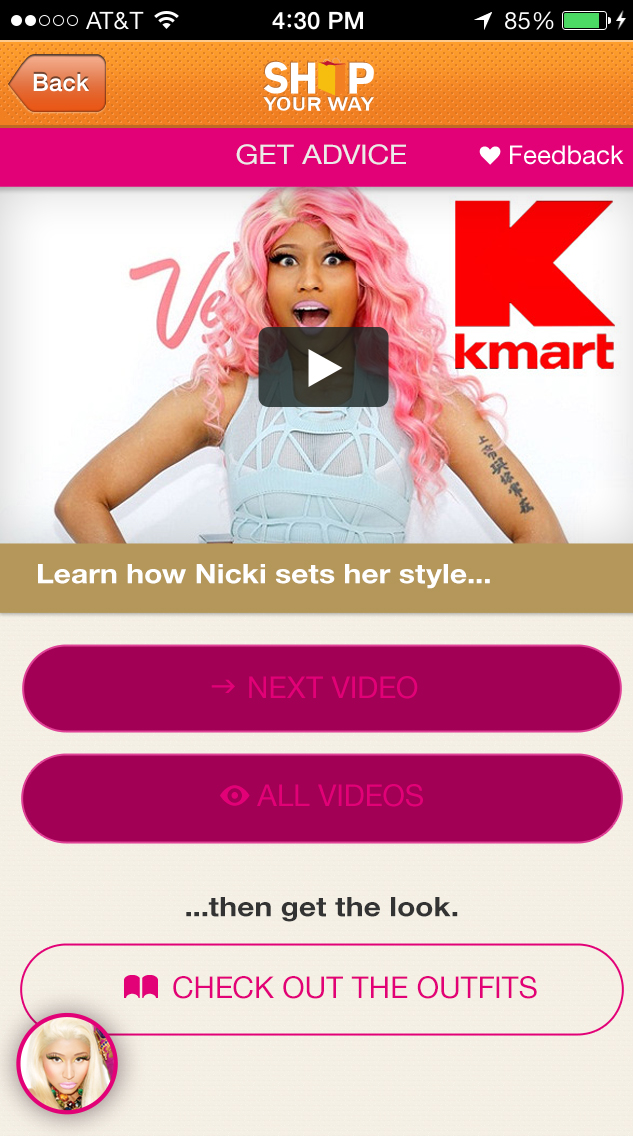 AT&T 4:30 PM 85%
Back
SHOP
YOUR WAY
GET ADVICE
Feedback
Ve
kmart
Learn how Nicki sets her style...
NEXT VIDEO
ALL VIDEOS
...then get the look.
CHECK OUT THE OUTFITS